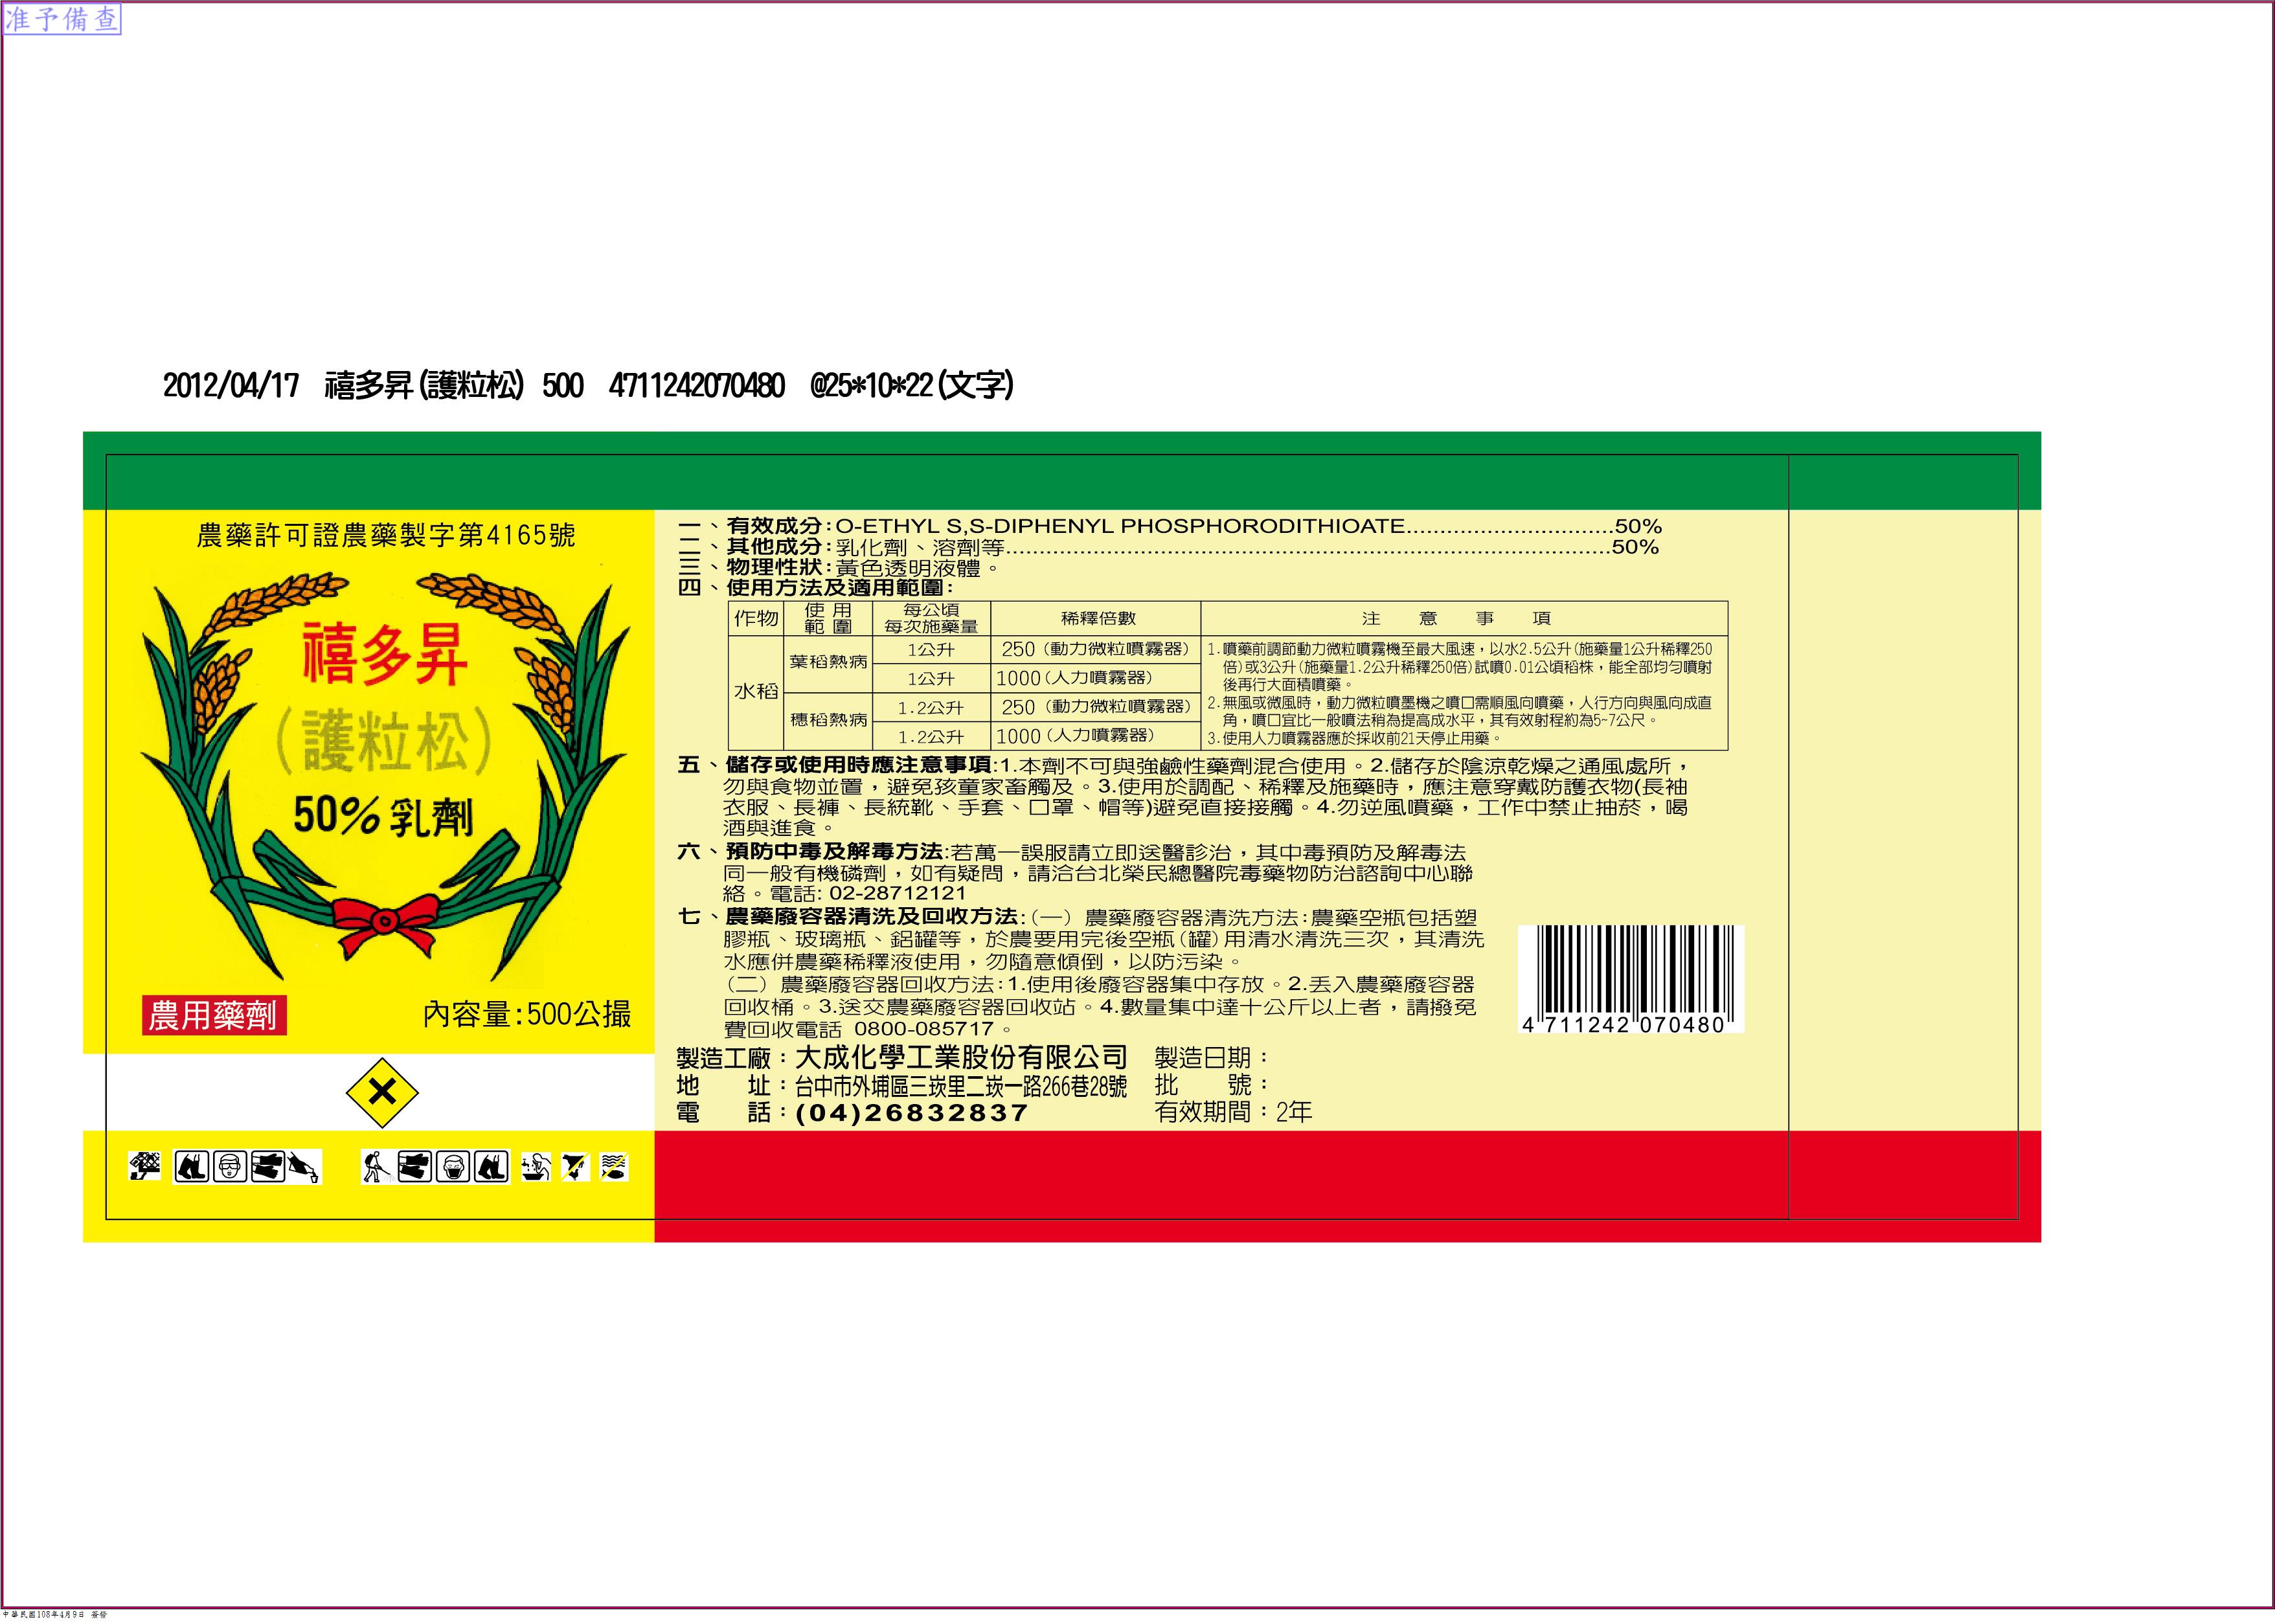 准予備查
2012/04/17 禧多昇(護粒松) 500 4711242070480 @25*10*22(文字)
農藥許可證農藥製字第4165號
禧多昇
(護粒松)
50% 乳劑
農用藥劑
內容量:500公撮
一、有效成分:O-ETHYL S,S-DIPHENYL PHOSPHORODITHIOATE...............................50%
二、其他成分:乳化劑、溶劑等..........................................................................................50%
三、物理性狀:黃色透明液體。
四、使用方法及適用範圍:
作物 使用範圍 每公頃每次施藥量 稀釋倍數 注意事項
水稻 葉稻熱病 1公升 250 (動力微粒噴霧器)
1公升 1000(人力噴霧器)
穗稻熱病 1.2公升 250 (動力微粒噴霧器)
1.2公升 1000(人力噴霧器)
1.噴藥前調節動力微粒噴霧機至最大風速,以水2.5公升(施藥量1公升稀釋250
倍)或3公升(施藥量1.2公升稀釋250倍)試噴0.01公頃稻株,能全部均勻噴射
後再行大面積噴藥。
2.無風或微風時,動力微粒噴墨機之噴口需順風向噴藥,人行方向與風向成直
角,噴口宜比一般噴法稍為提高成水平,其有效射程約為5~7公尺。
3.使用人力噴霧器應於採收前21天停止用藥。
五、儲存或使用時應注意事項:1.本劑不可與強鹼性藥劑混合使用。2.儲存於陰涼乾燥之通風處所,
勿與食物並置,避免孩童家畜觸及。3.使用於調配、稀釋及施藥時,應注意穿戴防護衣物(長袖
衣服、長褲、長統靴、手套、口罩、帽等)避免直接接觸。4.勿逆風噴藥,工作中禁止抽菸,喝
酒與進食。
六、預防中毒及解毒方法:若萬一誤服請立即送醫診治,其中毒預防及解毒法
同一般有機磷劑,如有疑問,請洽台北榮民總醫院毒藥物防治諮詢中心聯
絡。電話: 02-28712121
七、農藥廢容器清洗及回收方法:(一) 農藥廢容器清洗方法:農藥空瓶包括塑
膠瓶、玻璃瓶、鋁罐等,於農要用完後空瓶(罐)用清水清洗三次,其清洗
水應併農藥稀釋液使用,勿隨意傾倒,以防污染。
(二) 農藥廢容器回收方法:1.使用後廢容器集中存放。2.丟入農藥廢容器
回收桶。3.送交農藥廢容器回收站。4.數量集中達十公斤以上者,請撥免
費回收電話 0800-085717。
4 711242 070480
製造工廠:大成化學工業股份有限公司 製造日期:
地 址:台中市外埔區三崁里二崁一路266巷28號 批 號:
電 話:(04)26832837 有效期間:2年
中華民國108年4月9日 簽發